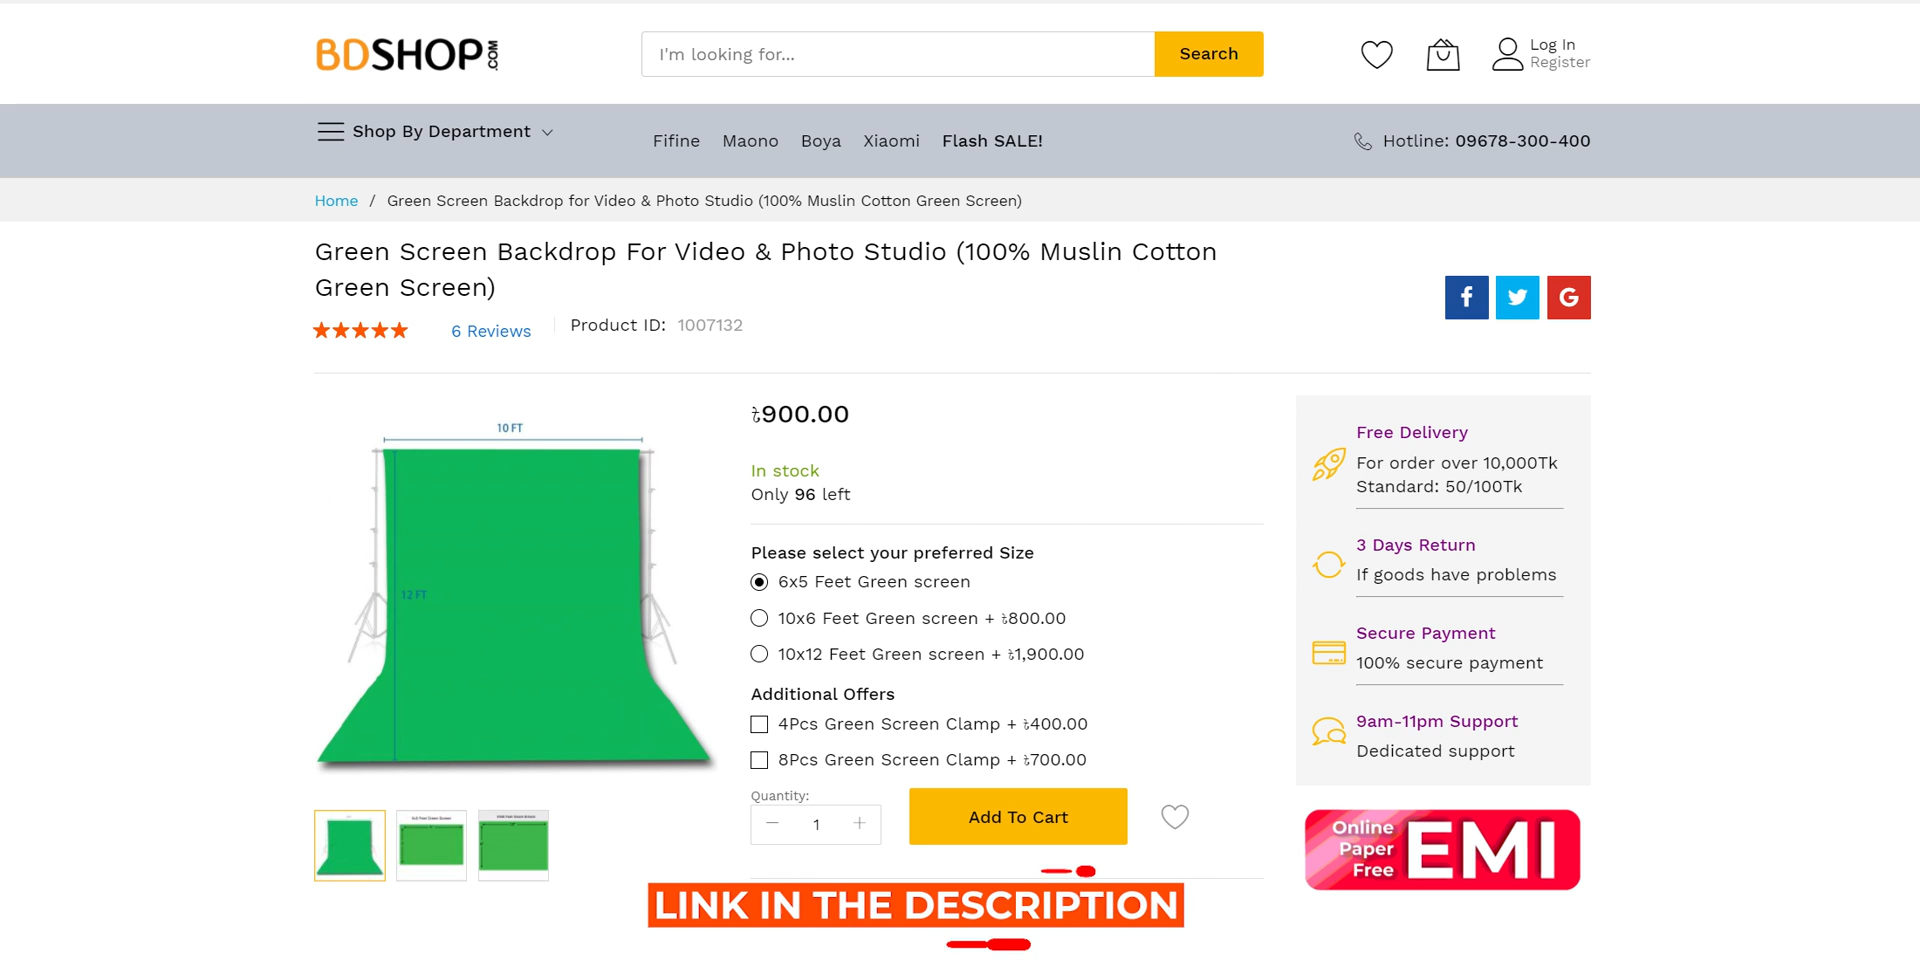 BDSHOP.COM
I'm looking for...
Search
Log In
Register
Shop By Department
Fifine Maono Boya Xiaomi Flash SALE!
Hotline: 09678-300-400
Home / Green Screen Backdrop for Video & Photo Studio (100% Muslin Cotton Green Screen)
Green Screen Backdrop For Video & Photo Studio (100% Muslin Cotton
Green Screen)
6 Reviews
Product ID: 1007132
10 FT
12 FT
৳900.00
In stock
Only 96 left
Please select your preferred Size
6x5 Feet Green screen
10x6 Feet Green screen + ৳800.00
10x12 Feet Green screen + ৳1,900.00
Additional Offers
4Pcs Green Screen Clamp + ৳400.00
8Pcs Green Screen Clamp + ৳700.00
Quantity:
1
Add To Cart
Free Delivery
For order over 10,000Tk
Standard: 50/100Tk
3 Days Return
If goods have problems
Secure Payment
100% secure payment
9am-11pm Support
Dedicated support
Online
Paper
Free
EMI
LINK IN THE DESCRIPTION